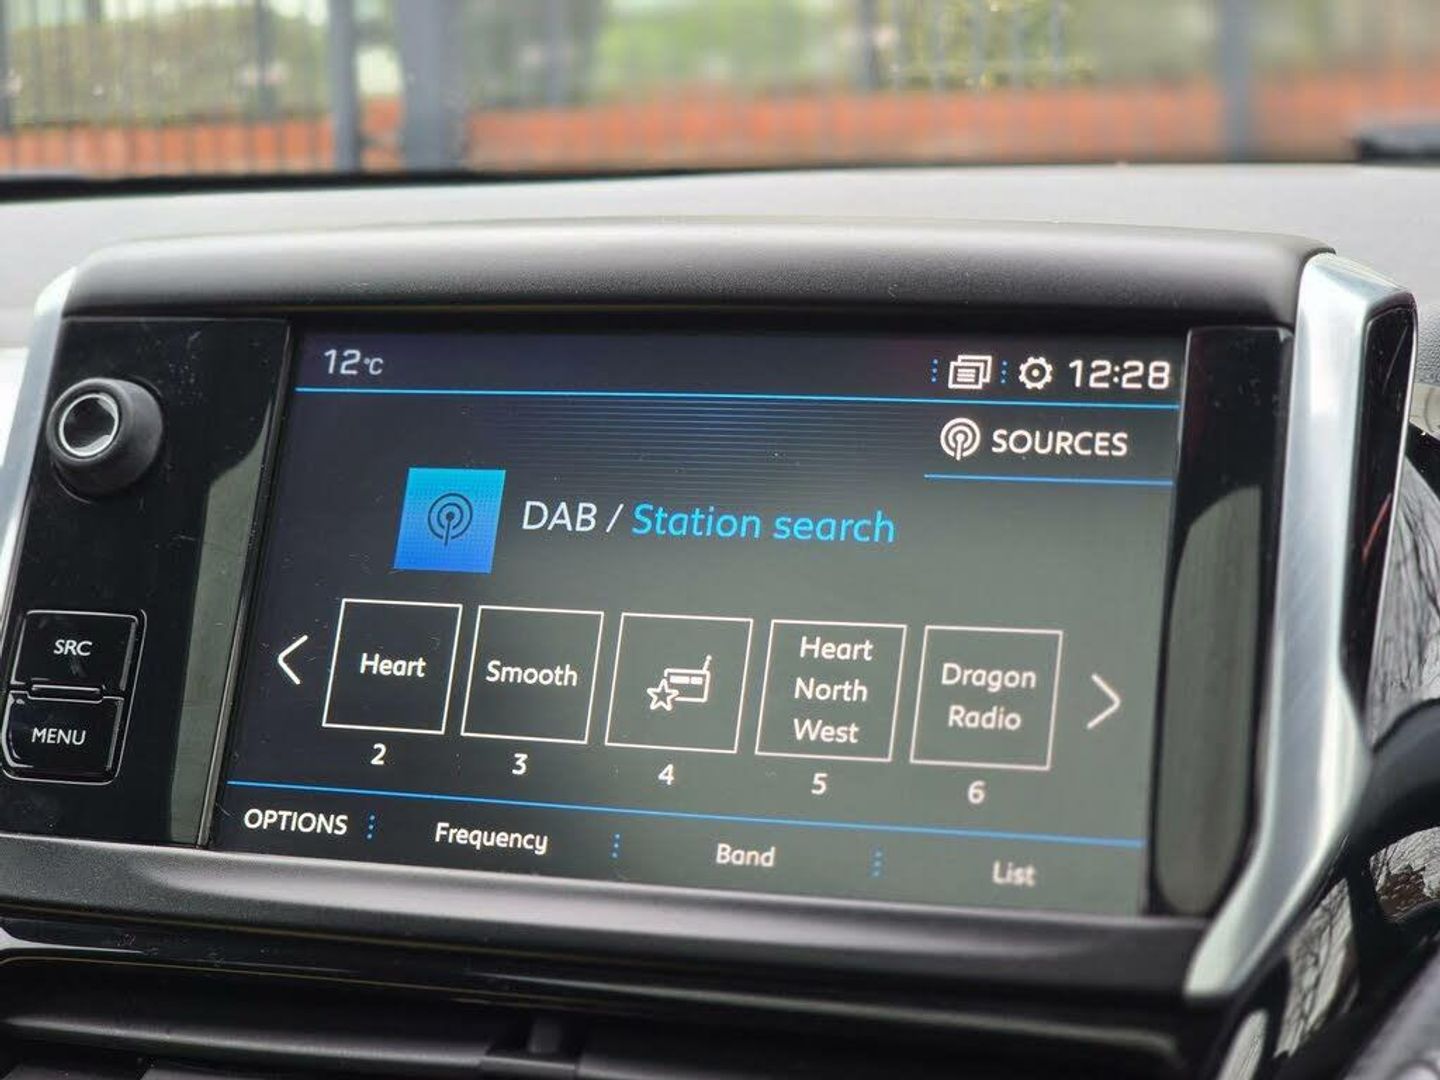 12°C
12:28
SOURCES
DAB / Station search
SRC
MENU
Heart
Smooth
Heart
North
West
Dragon
Radio
2
3
4
5
6
OPTIONS
Frequency
Band
List